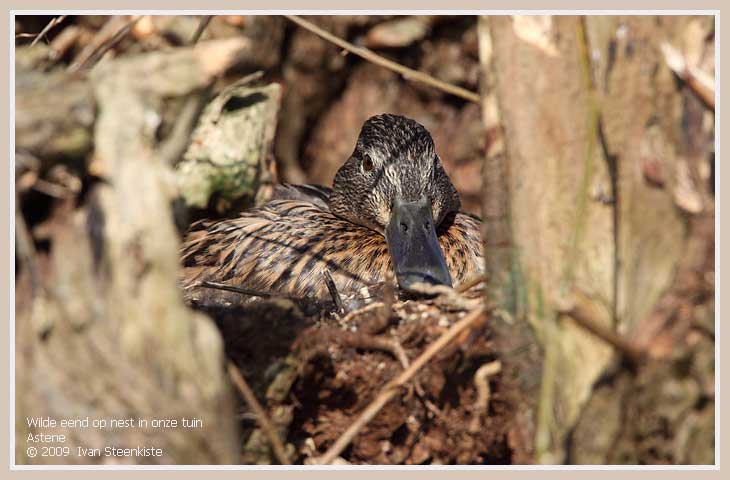 Wilde eend op nest in onze tuin
Astene
© 2009  Ivan Steenkiste